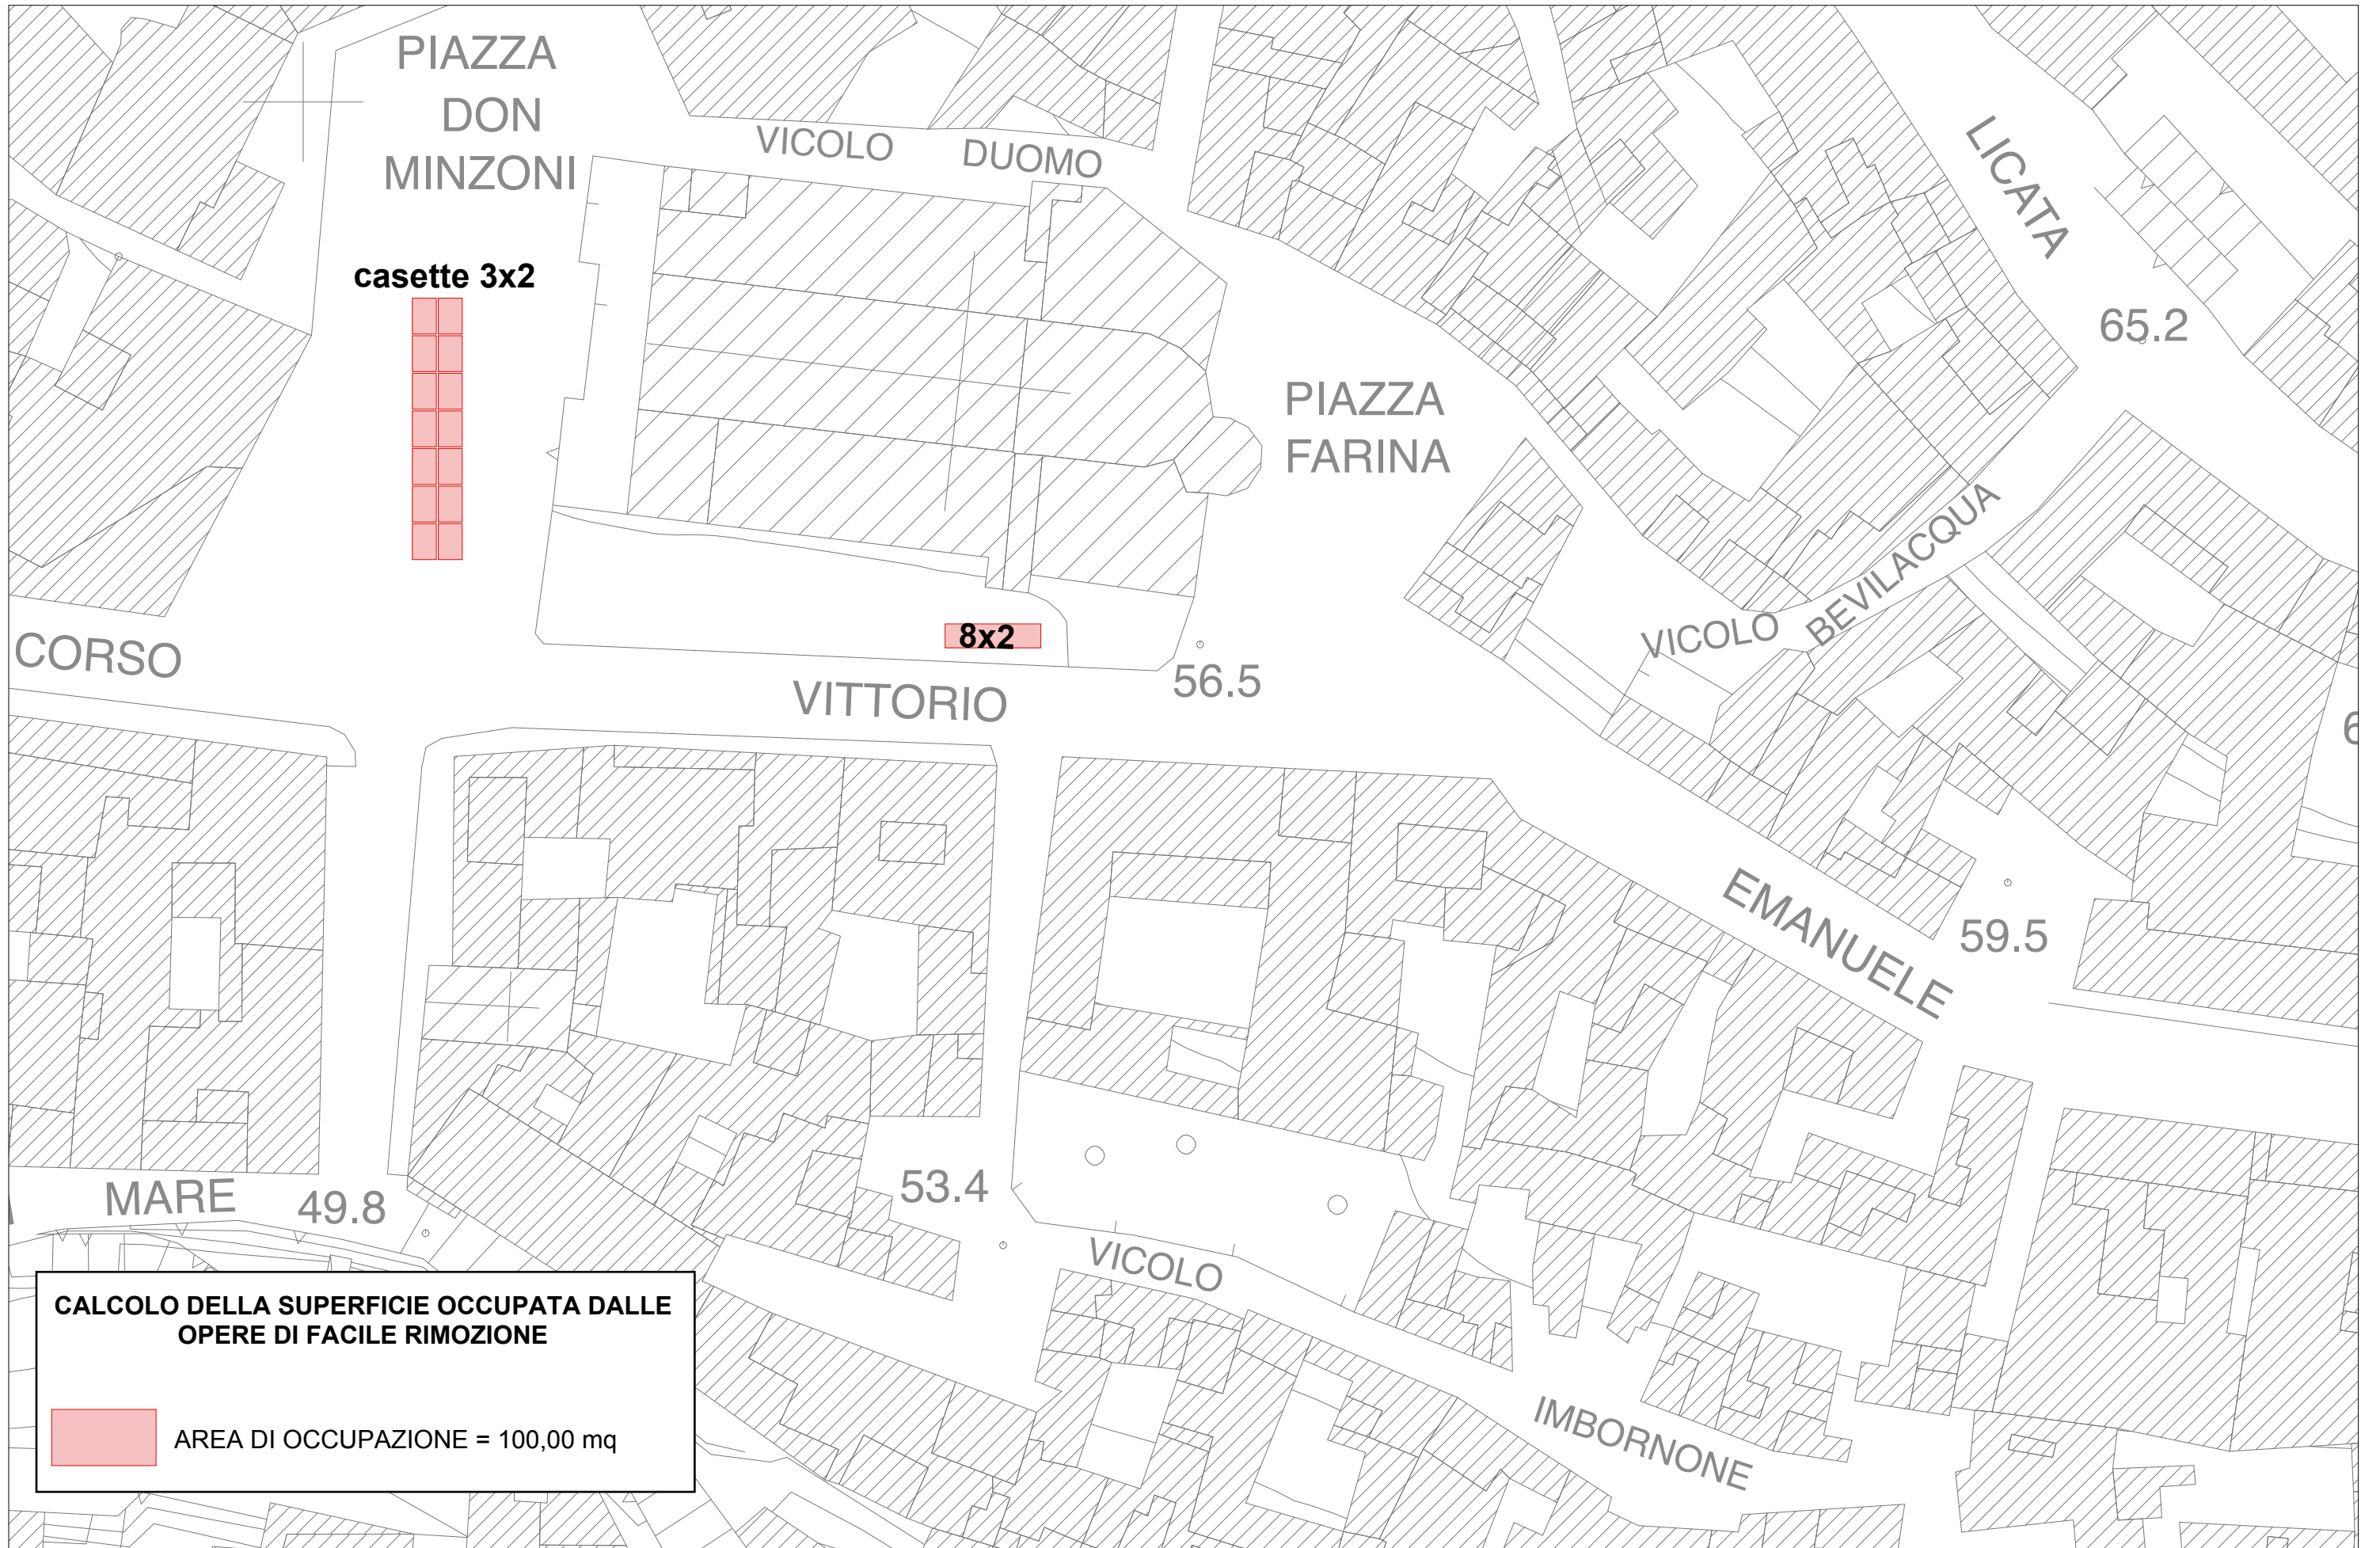 PIAZZA
DON
MINZONI
VICOLO DUOMO
LICATA
casette 3x2
65.2
PIAZZA
FARINA
VICOLO BEVILACQUA
8x2
CORSO
56.5
VITTORIO
EMANUELE
59.5
MARE
49.8
53.4
VICOLO
IMBORNONE
CALCOLO DELLA SUPERFICIE OCCUPATA DALLE
OPERE DI FACILE RIMOZIONE
AREA DI OCCUPAZIONE = 100,00 mq